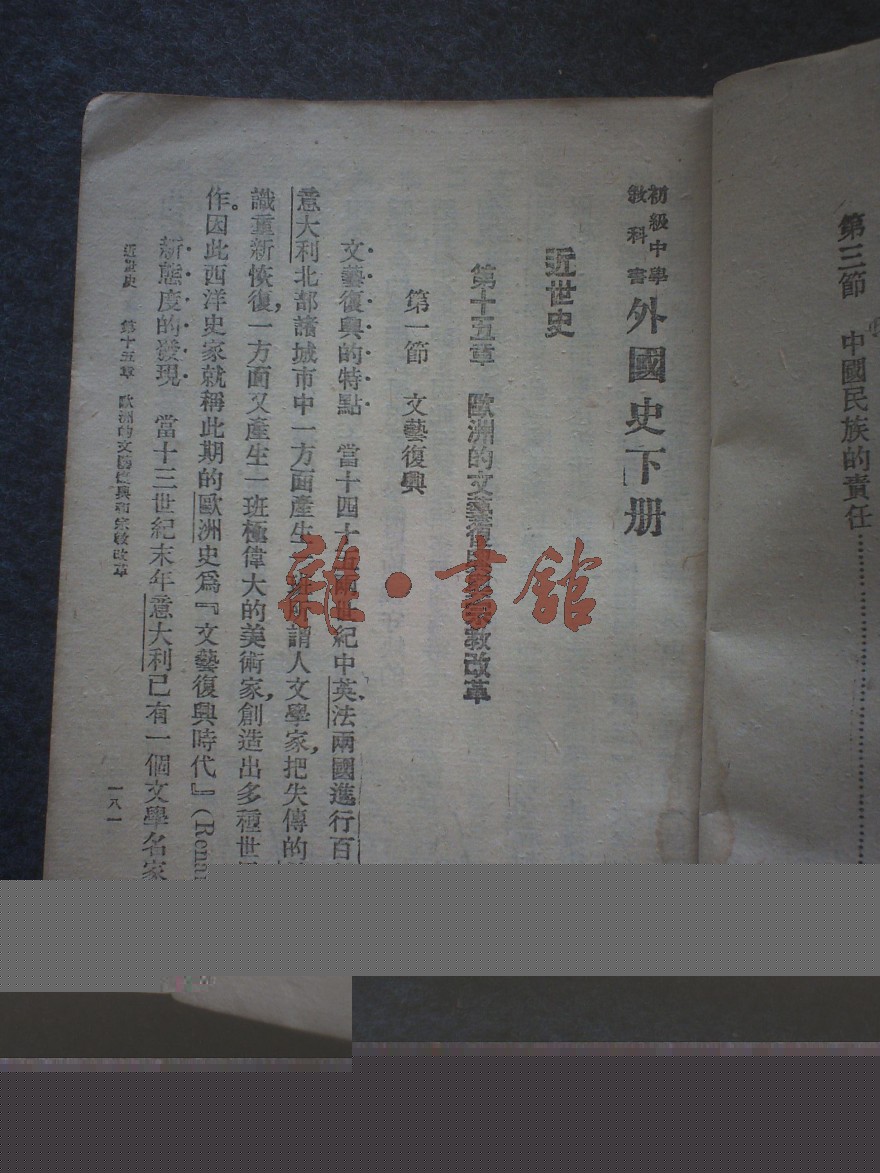 第三節 中國民族的責任
初級中學
教科書
外國史下册
近世史
第十五章 歐洲的文藝復興和宗教改革
第一節 文藝復興
文藝復興的特點 當十四十五兩世紀中,英、法兩國進行百
意大利北部諸城市中一方面產生一班所謂人文學家,把失傳的
識重新恢復,一方面又產生一班極偉大的美術家,創造出多種世
作。因此西洋史家就稱此期的歐洲史爲『文藝復興時代』(Renai
新態度的發現 當十三世紀末年意大利已有一個文學名家
近世史 第十五章 歐洲的文藝復興和宗教改革
一八一
雜·書館